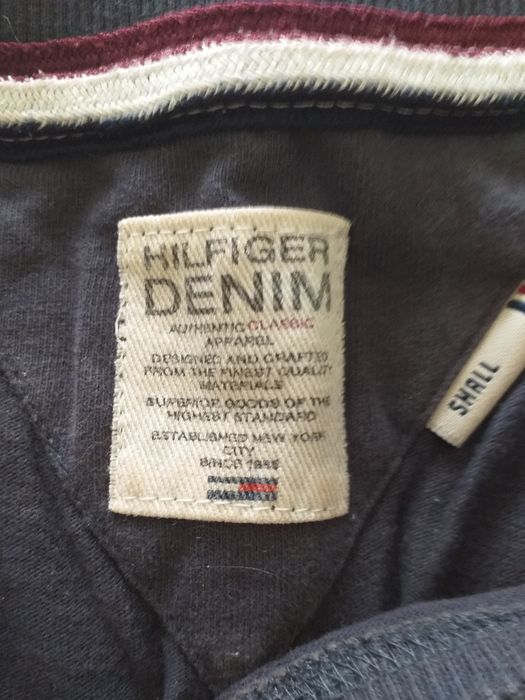 HILFIGER
DENIM
AUTHENTIC CLASSIC
APPAREL
DESIGNED AND CRAFTED
FROM THE FINEST QUALITY
MATERIALS
SUPERIOR GOODS OF THE
HIGHEST STANDARD
ESTABLISHED NEW YORK
CITY
SINCE 1985
SMALL